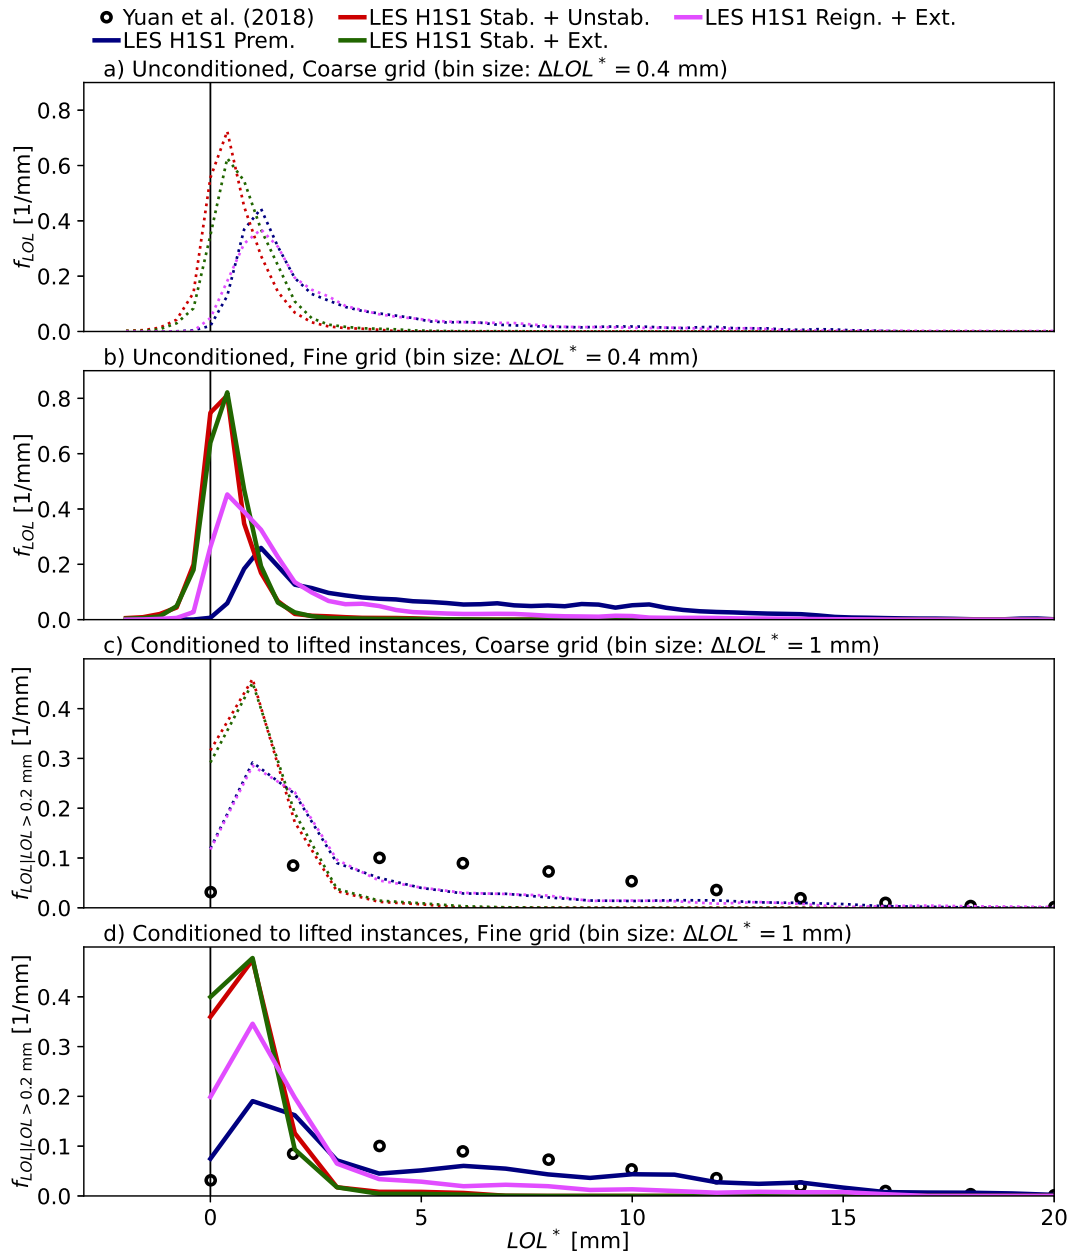 Yuan et al. (2018) LES H1S1 Stab. + Unstab. LES H1S1 Reign. + Ext.
LES H1S1 Prem. LES H1S1 Stab. + Ext.
a) Unconditioned, Coarse grid (bin size: ΔLOL* = 0.4 mm)
f_LOL [1/mm]
0.8
0.6
0.4
0.2
0.0
b) Unconditioned, Fine grid (bin size: ΔLOL* = 0.4 mm)
f_LOL [1/mm]
0.8
0.6
0.4
0.2
0.0
c) Conditioned to lifted instances, Coarse grid (bin size: ΔLOL* = 1 mm)
f_LOL|LOL > 0.2 mm [1/mm]
0.4
0.3
0.2
0.1
0.0
d) Conditioned to lifted instances, Fine grid (bin size: ΔLOL* = 1 mm)
f_LOL|LOL > 0.2 mm [1/mm]
0.4
0.3
0.2
0.1
0.0
0 5 10 15 20
LOL* [mm]